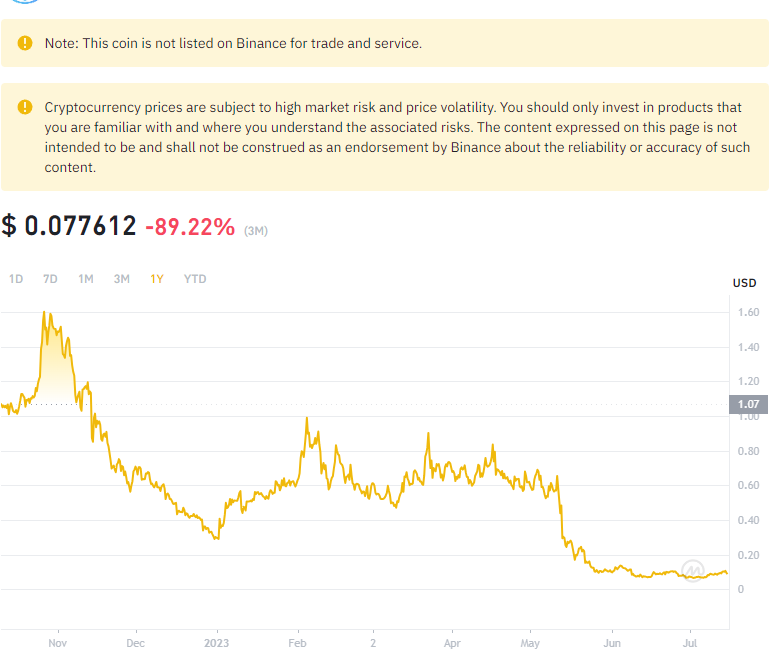 Note: This coin is not listed on Binance for trade and service.
Cryptocurrency prices are subject to high market risk and price volatility. You should only invest in products that
you are familiar with and where you understand the associated risks. The content expressed on this page is not
intended to be and shall not be construed as an endorsement by Binance about the reliability or accuracy of such
content.
$ 0.077612 -89.22% (3M)
1D 7D 1M 3M 1Y YTD
USD
1.60
1.40
1.20
1.07
1.00
0.80
0.60
0.40
0.20
0
Nov Dec 2023 Feb 2 Apr May Jun Jul